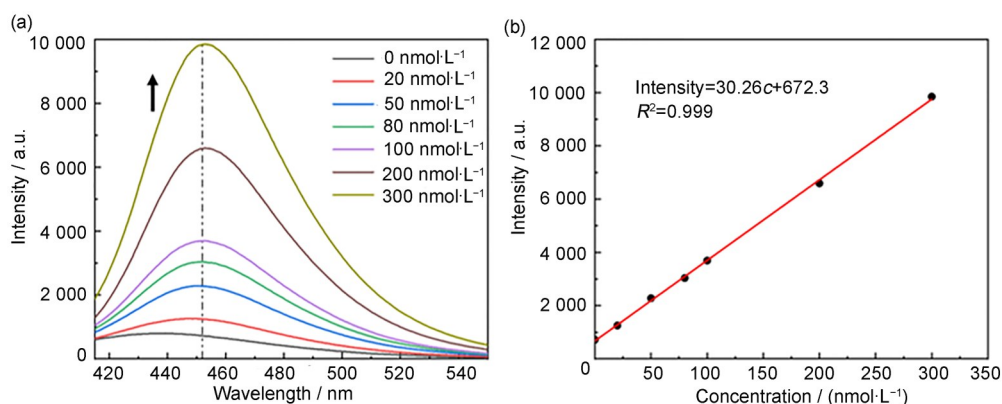 (a)
10 000
8 000
6 000
4 000
2 000
0
Intensity / a.u.
0 nmol·L⁻¹
20 nmol·L⁻¹
50 nmol·L⁻¹
80 nmol·L⁻¹
100 nmol·L⁻¹
200 nmol·L⁻¹
300 nmol·L⁻¹
420 440 460 480 500 520 540
Wavelength / nm
(b)
12 000
10 000
8 000
6 000
4 000
2 000
0
Intensity / a.u.
Intensity=30.26c+672.3
R²=0.999
50 100 150 200 250 300 350
Concentration / (nmol·L⁻¹)